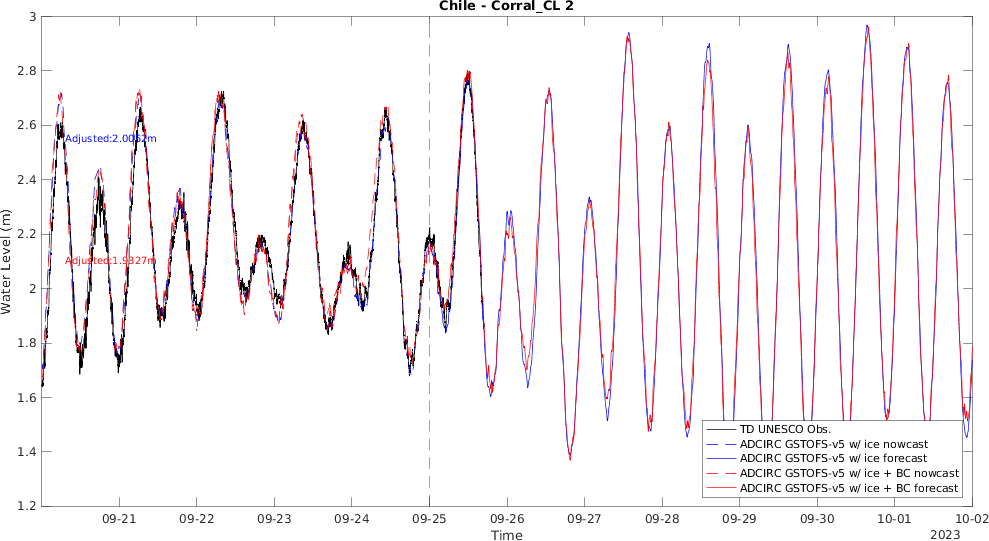 Chile - Corral_CL 2
Water Level (m)
3
2.8
2.6
2.4
2.2
2
1.8
1.6
1.4
1.2
Adjusted:2.0052m
Adjusted:1.9327m
TD UNESCO Obs.
ADCIRC GSTOFS-v5 w/ ice nowcast
ADCIRC GSTOFS-v5 w/ ice forecast
ADCIRC GSTOFS-v5 w/ ice + BC nowcast
ADCIRC GSTOFS-v5 w/ ice + BC forecast
09-21 09-22 09-23 09-24 09-25 09-26 09-27 09-28 09-29 09-30 10-01 10-02
Time
2023